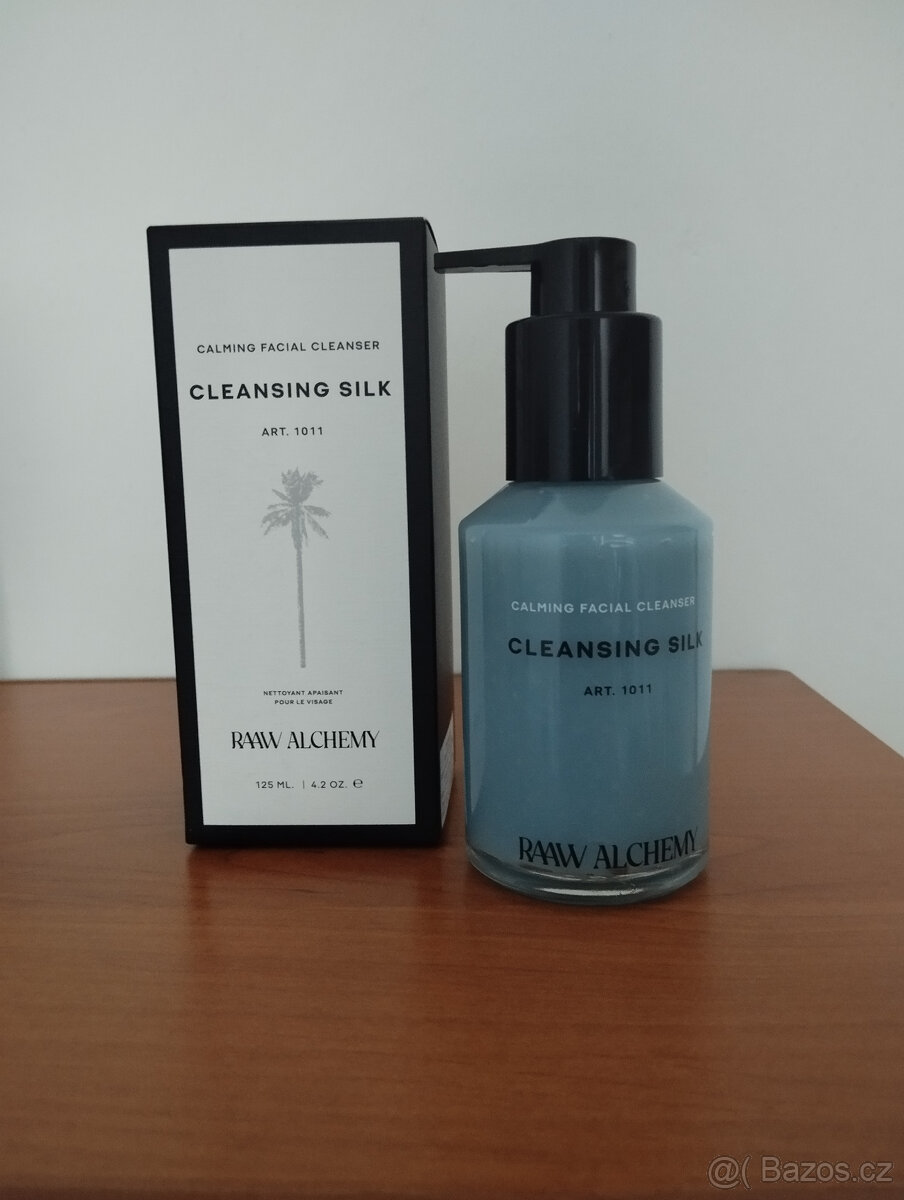 CALMING FACIAL CLEANSER
CLEANSING SILK
ART. 1011
NETTOYANT APAISANT
POUR LE VISAGE
RAAW ALCHEMY
125 ML. | 4.2 OZ. ℮
CALMING FACIAL CLEANSER
CLEANSING SILK
ART. 1011
RAAW ALCHEMY
@( Bazos.cz